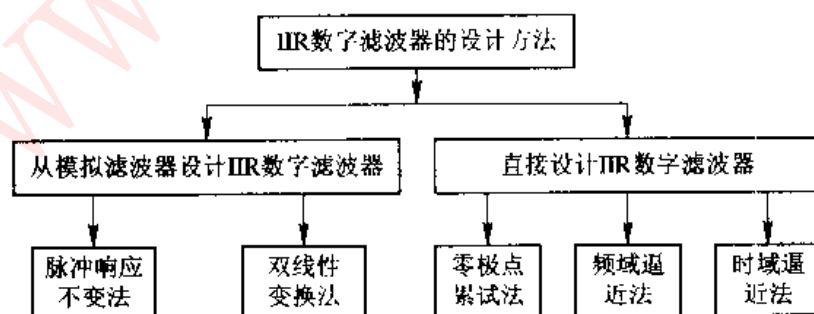 IIR数字滤波器的设计方法
从模拟滤波器设计IIR数字滤波器
直接设计IIR数字滤波器
脉冲响应
不变法
双线性
变换法
零极点
累试法
频域逼
近法
时域逼
近法
WW